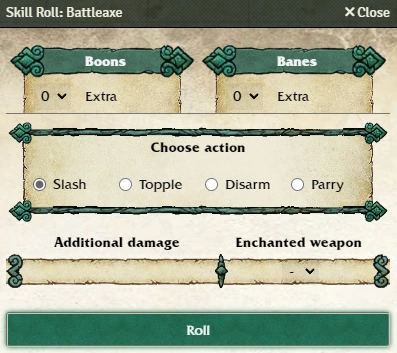 Skill Roll: Battleaxe ✕Close
Boons Banes
0 Extra 0 Extra
Choose action
Slash Topple Disarm Parry
Additional damage Enchanted weapon
-
Roll